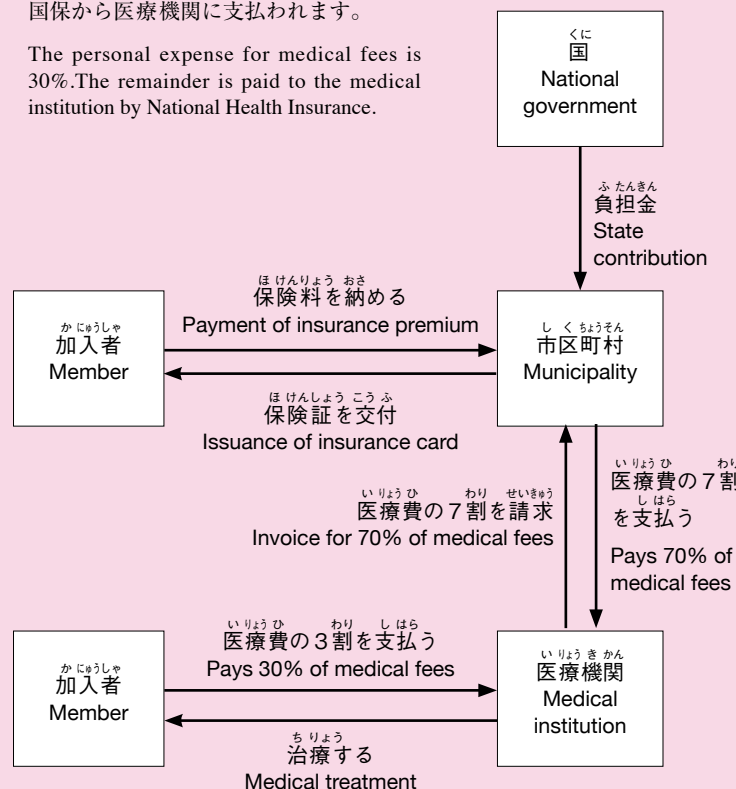 国保から医療機関に支払われます。
The personal expense for medical fees is
30%.The remainder is paid to the medical
institution by National Health Insurance.
くに
国
National
government
ふ たんきん
負担金
State
contribution
ほ けんりょう おさ
保険料を納める
Payment of insurance premium
か にゅうしゃ
加入者
Member
し く ちょうそん
市区町村
Municipality
ほ けんしょう こう ふ
保険証を交付
Issuance of insurance card
い りょう ひ わり せいきゅう
医療費の7割を請求
Invoice for 70% of medical fees
い りょう ひ わり
医療費の7割
し はら
を支払う
Pays 70% of
medical fees
い りょう ひ わり し はら
医療費の3割を支払う
Pays 30% of medical fees
か にゅうしゃ
加入者
Member
い りょう き かん
医療機関
Medical
institution
ち りょう
治療する
Medical treatment